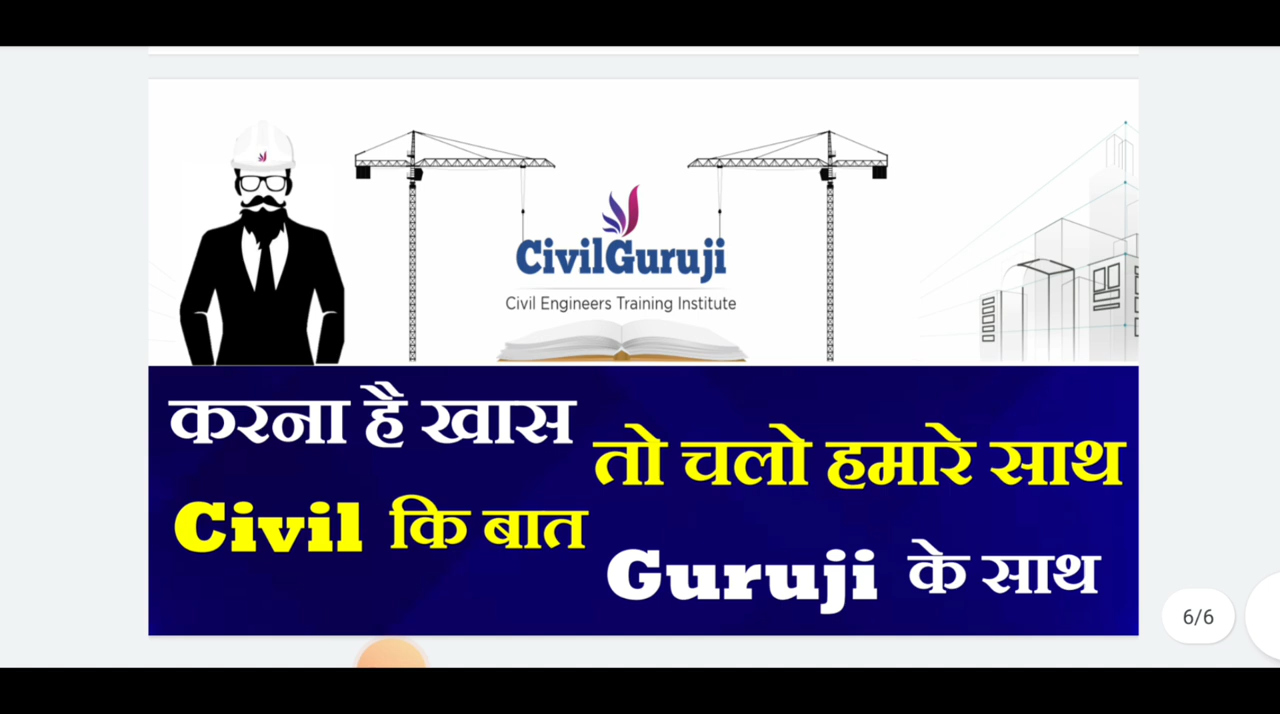 CivilGuruji
Civil Engineers Training Institute
करना है खास
तो चलो हमारे साथ
Civil कि बात
Guruji के साथ
6/6